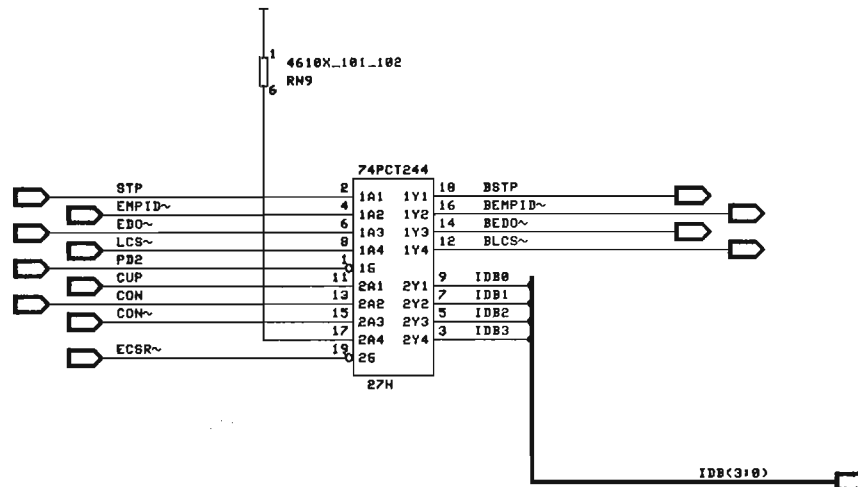 1
4610X_101_102
RN9
6
74PCT244
STP 2 1A1 1Y1 18 BSTP
EMPID~ 4 1A2 1Y2 16 BEMPID~
EDO~ 6 1A3 1Y3 14 BEDO~
LCS~ 8 1A4 1Y4 12 BLCS~
PD2 1 1G
CUP 11 2A1 2Y1 9 IDB0
CON 13 2A2 2Y2 7 IDB1
CON~ 15 2A3 2Y3 5 IDB2
17 2A4 2Y4 3 IDB3
ECSR~ 19 2G
27H
IDB(3:0)